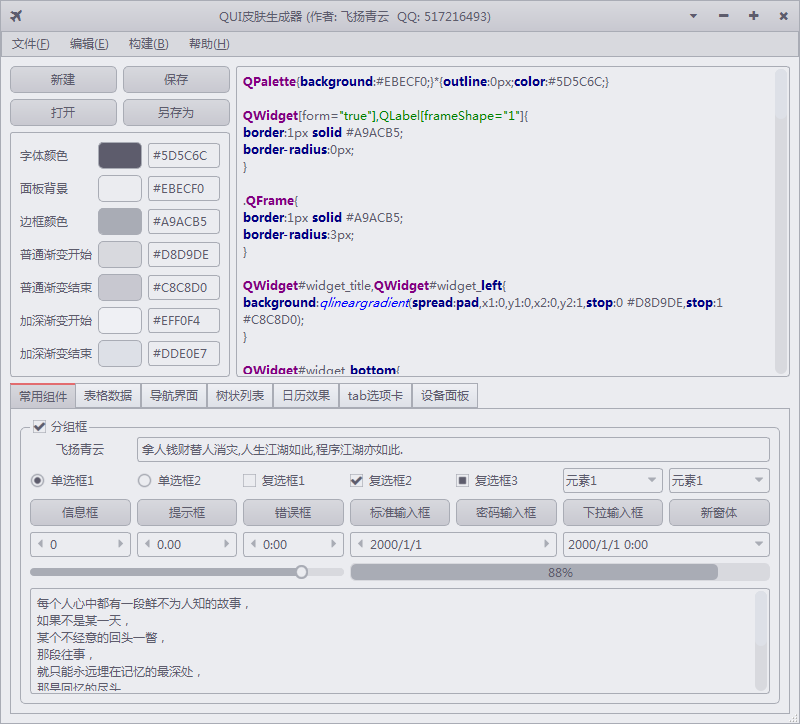 QUI皮肤生成器 (作者: 飞扬青云  QQ: 517216493)
文件(F) 编辑(E) 构建(B) 帮助(H)
新建 保存
打开 另存为
字体颜色 #5D5C6C
面板背景 #EBECF0
边框颜色 #A9ACB5
普通渐变开始 #D8D9DE
普通渐变结束 #C8C8D0
加深渐变开始 #EFF0F4
加深渐变结束 #DDE0E7
QPalette{background:#EBECF0;}*{outline:0px;color:#5D5C6C;}
QWidget[form="true"],QLabel[frameShape="1"]{
border:1px solid #A9ACB5;
border-radius:0px;
}
.QFrame{
border:1px solid #A9ACB5;
border-radius:3px;
}
QWidget#widget_title,QWidget#widget_left{
background:qlineargradient(spread:pad,x1:0,y1:0,x2:0,y2:1,stop:0 #D8D9DE,stop:1
#C8C8D0);
}
QWidget#widget_bottom{
常用组件 表格数据 导航界面 树状列表 日历效果 tab选项卡 设备面板
分组框
飞扬青云 拿人钱财替人消灾,人生江湖如此,程序江湖亦如此.
单选框1 单选框2 复选框1 复选框2 复选框3 元素1 元素1
信息框 提示框 错误框 标准输入框 密码输入框 下拉输入框 新窗体
0 0.00 0:00 2000/1/1 2000/1/1 0:00
88%
每个人心中都有一段鲜不为人知的故事，
如果不是某一天，
某个不经意的回头一瞥，
那段往事，
就只能永远埋在记忆的最深处，
那是回忆的尽头